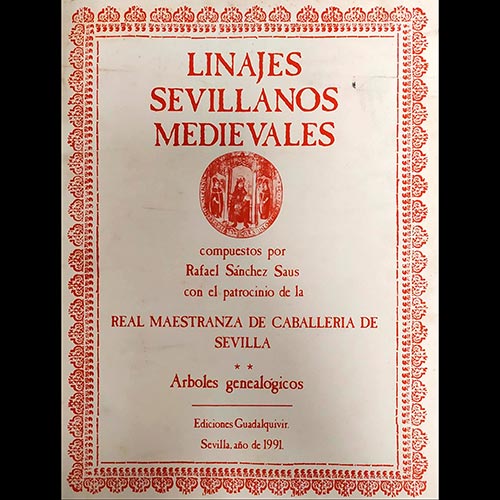 LINAJES
SEVILLANOS
MEDIEVALES
compuestos por
Rafael Sánchez Saus
con el patrocinio de la
REAL MAESTRANZA DE CABALLERIA DE
SEVILLA
* *
Arboles genealógicos
Ediciones Guadalquivir.
Sevilla, año de 1991.